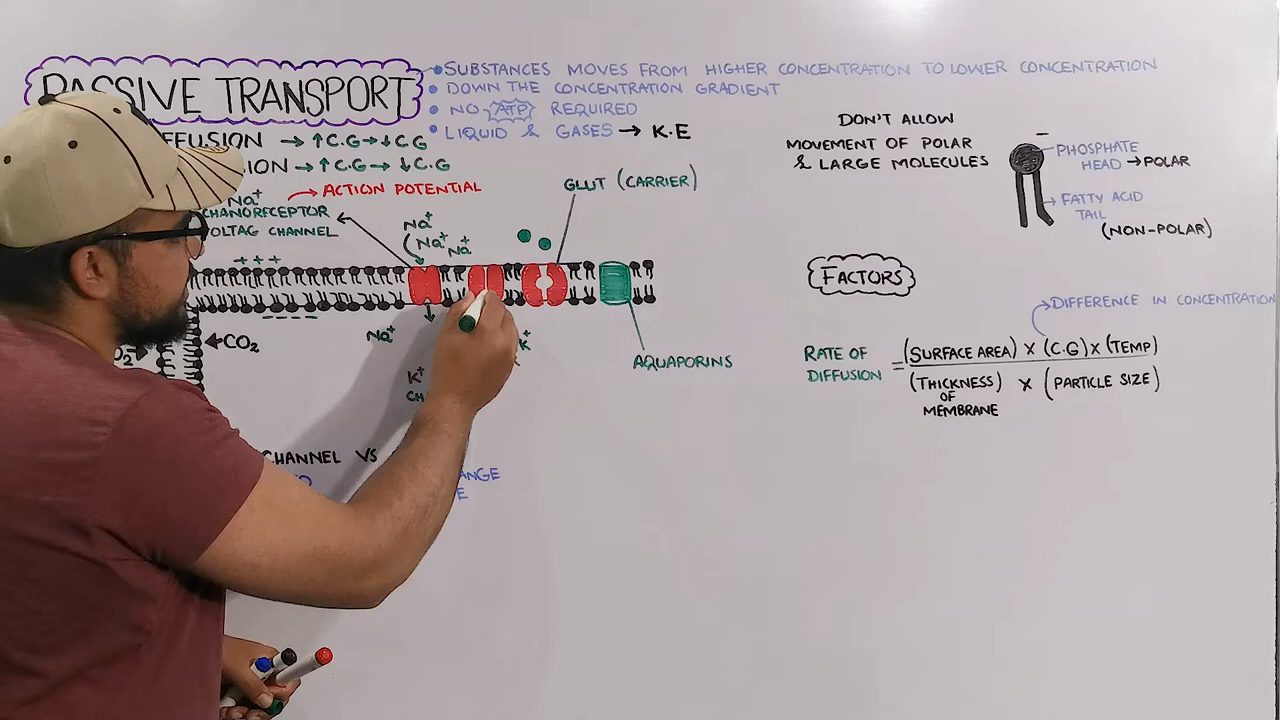 PASSIVE TRANSPORT
• SUBSTANCES MOVES FROM HIGHER CONCENTRATION TO LOWER CONCENTRATION
• DOWN THE CONCENTRATION GRADIENT
• NO ATP REQUIRED
• LIQUID & GASES → K.E
FFUSION → ↑C.G→↓CG
ION → ↑C.G → ↓C.G
Na⁺ → ACTION POTENTIAL
VOLTAG CHANNEL
Na⁺
Na⁺ Na⁺
GLUT (CARRIER)
+++
Na⁺
K⁺
CO₂
AQUAPORINS
CHANNEL VS
DON'T ALLOW
MOVEMENT OF POLAR
& LARGE MOLECULES
–
PHOSPHATE
HEAD → POLAR
FATTY ACID
TAIL
(NON-POLAR)
FACTORS
DIFFERENCE IN CONCENTRATION
RATE OF
DIFFUSION
= (SURFACE AREA) X (C.G) X (TEMP)
(THICKNESS) X (PARTICLE SIZE)
OF
MEMBRANE